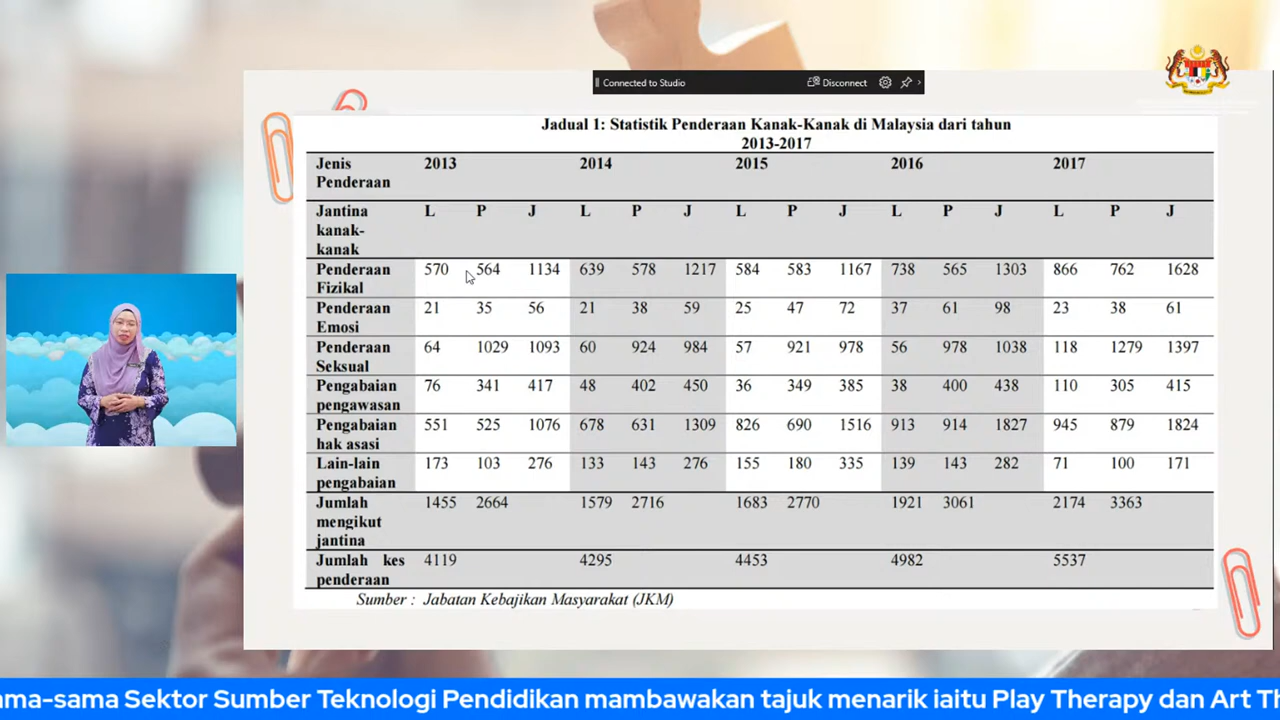 Connected to Studio
Disconnect
Jadual 1: Statistik Penderaan Kanak-Kanak di Malaysia dari tahun
2013-2017
Jenis Penderaan 2013 2014 2015 2016 2017
Jantina kanak-kanak L P J L P J L P J L P J L P J
Penderaan Fizikal 570 564 1134 639 578 1217 584 583 1167 738 565 1303 866 762 1628
Penderaan Emosi 21 35 56 21 38 59 25 47 72 37 61 98 23 38 61
Penderaan Seksual 64 1029 1093 60 924 984 57 921 978 56 978 1038 118 1279 1397
Pengabaian pengawasan 76 341 417 48 402 450 36 349 385 38 400 438 110 305 415
Pengabaian hak asasi 551 525 1076 678 631 1309 826 690 1516 913 914 1827 945 879 1824
Lain-lain pengabaian 173 103 276 133 143 276 155 180 335 139 143 282 71 100 171
Jumlah mengikut jantina 1455 2664 1579 2716 1683 2770 1921 3061 2174 3363
Jumlah kes penderaan 4119 4295 4453 4982 5537
Sumber : Jabatan Kebajikan Masyarakat (JKM)
ama-sama Sektor Sumber Teknologi Pendidikan mambawakan tajuk menarik iaitu Play Therapy dan Art Th